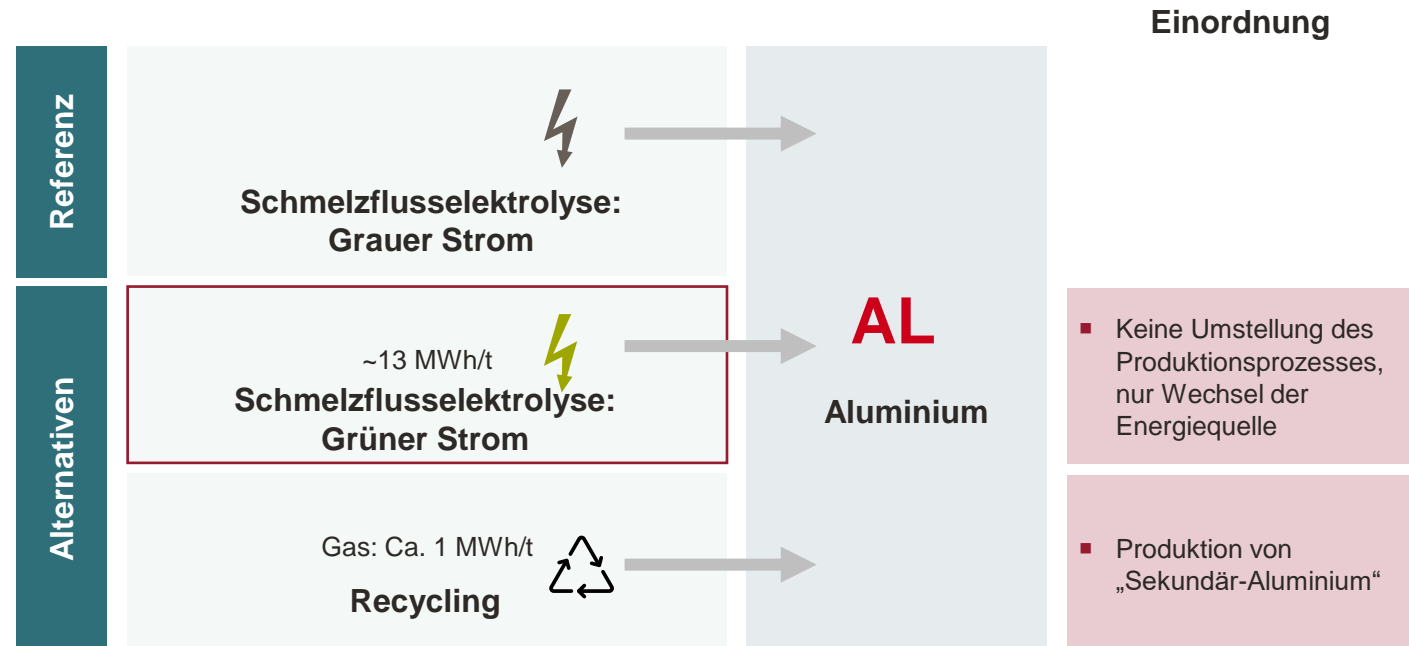 Einordnung
Referenz
Schmelzflusselektrolyse:
Grauer Strom
Alternativen
~13 MWh/t
Schmelzflusselektrolyse:
Grüner Strom
Gas: Ca. 1 MWh/t
Recycling
AL
Aluminium
Keine Umstellung des
Produktionsprozesses,
nur Wechsel der
Energiequelle
Produktion von
„Sekundär-Aluminium“